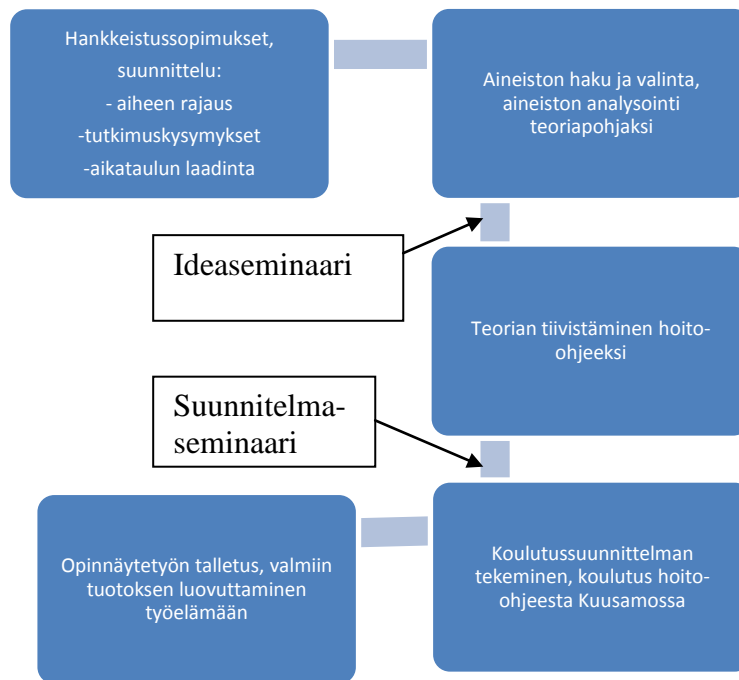 Hankkeistussopimukset,
suunnittelu:
- aiheen rajaus
-tutkimuskysymykset
-aikataulun laadinta
Aineiston haku ja valinta,
aineiston analysointi
teoriapohjaksi
Ideaseminaari
Teorian tiivistäminen hoito-
ohjeeksi
Suunnitelma-
seminaari
Koulutussuunnittelman
tekeminen, koulutus hoito-
ohjeesta Kuusamossa
Opinnäytetyön talletus, valmiin
tuotoksen luovuttaminen
työelämään